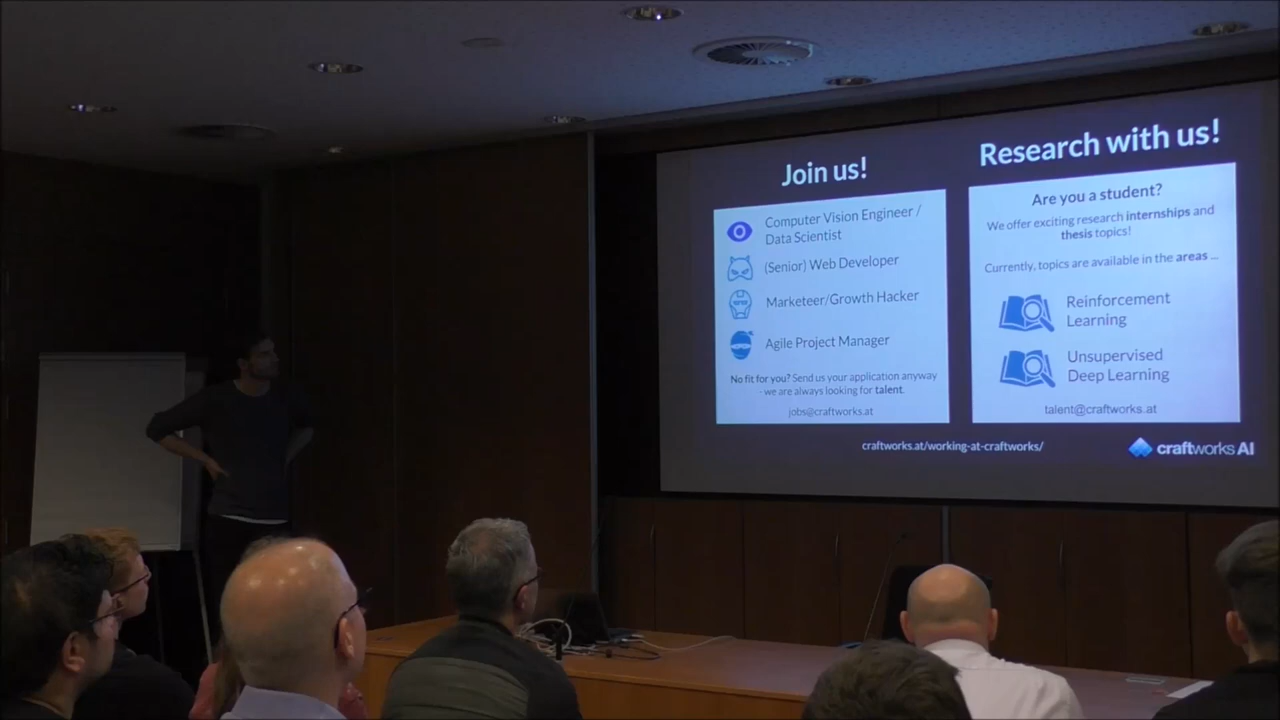 Join us!
Computer Vision Engineer /
Data Scientist
(Senior) Web Developer
Marketeer/Growth Hacker
Agile Project Manager
No fit for you? Send us your application anyway
- we are always looking for talent.
jobs@craftworks.at
Research with us!
Are you a student?
We offer exciting research internships and
thesis topics!
Currently, topics are available in the areas ...
Reinforcement
Learning
Unsupervised
Deep Learning
talent@craftworks.at
craftworks.at/working-at-craftworks/
craftworks AI